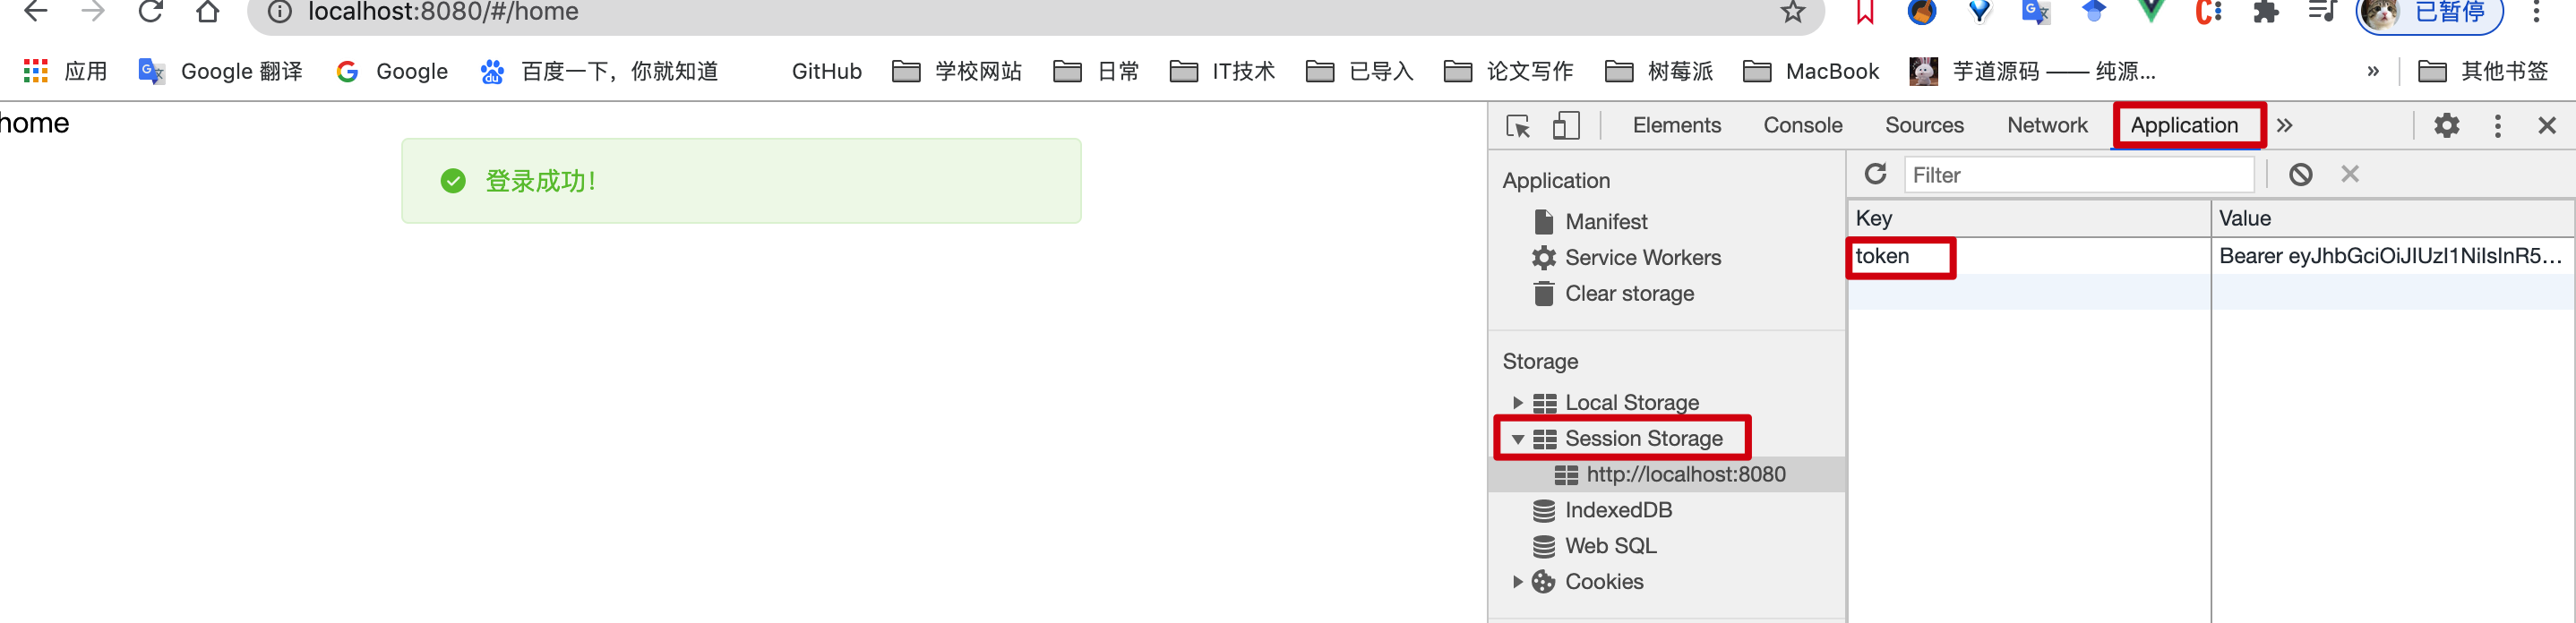 localhost:8080/#/home
已暂停
应用 Google 翻译 Google 百度一下，你就知道 GitHub 学校网站 日常 IT技术 已导入 论文写作 树莓派 MacBook 芋道源码 —— 纯源... » 其他书签
home
登录成功!
Elements Console Sources Network Application »
Application
Manifest
Service Workers
Clear storage
Storage
Local Storage
Session Storage
http://localhost:8080
IndexedDB
Web SQL
Cookies
Filter
Key Value
token Bearer eyJhbGciOiJIUzI1NiIsInR5...